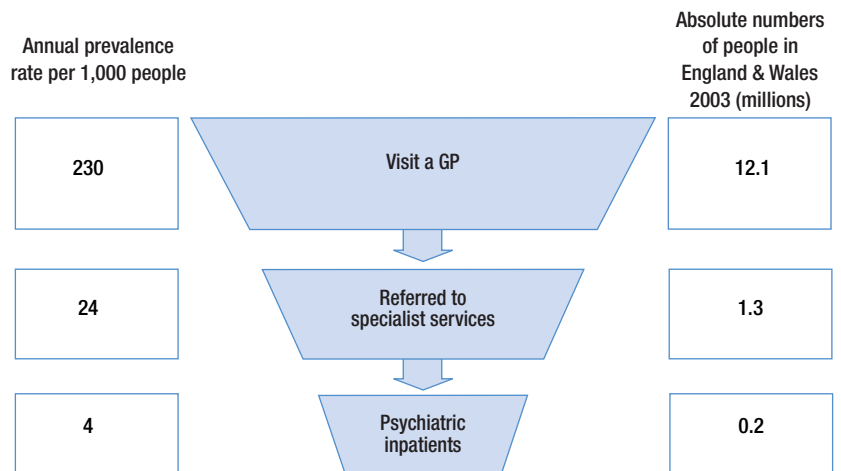 Annual prevalence
rate per 1,000 people
Absolute numbers
of people in
England & Wales
2003 (millions)
230
Visit a GP
12.1
24
Referred to
specialist services
1.3
4
Psychiatric
inpatients
0.2